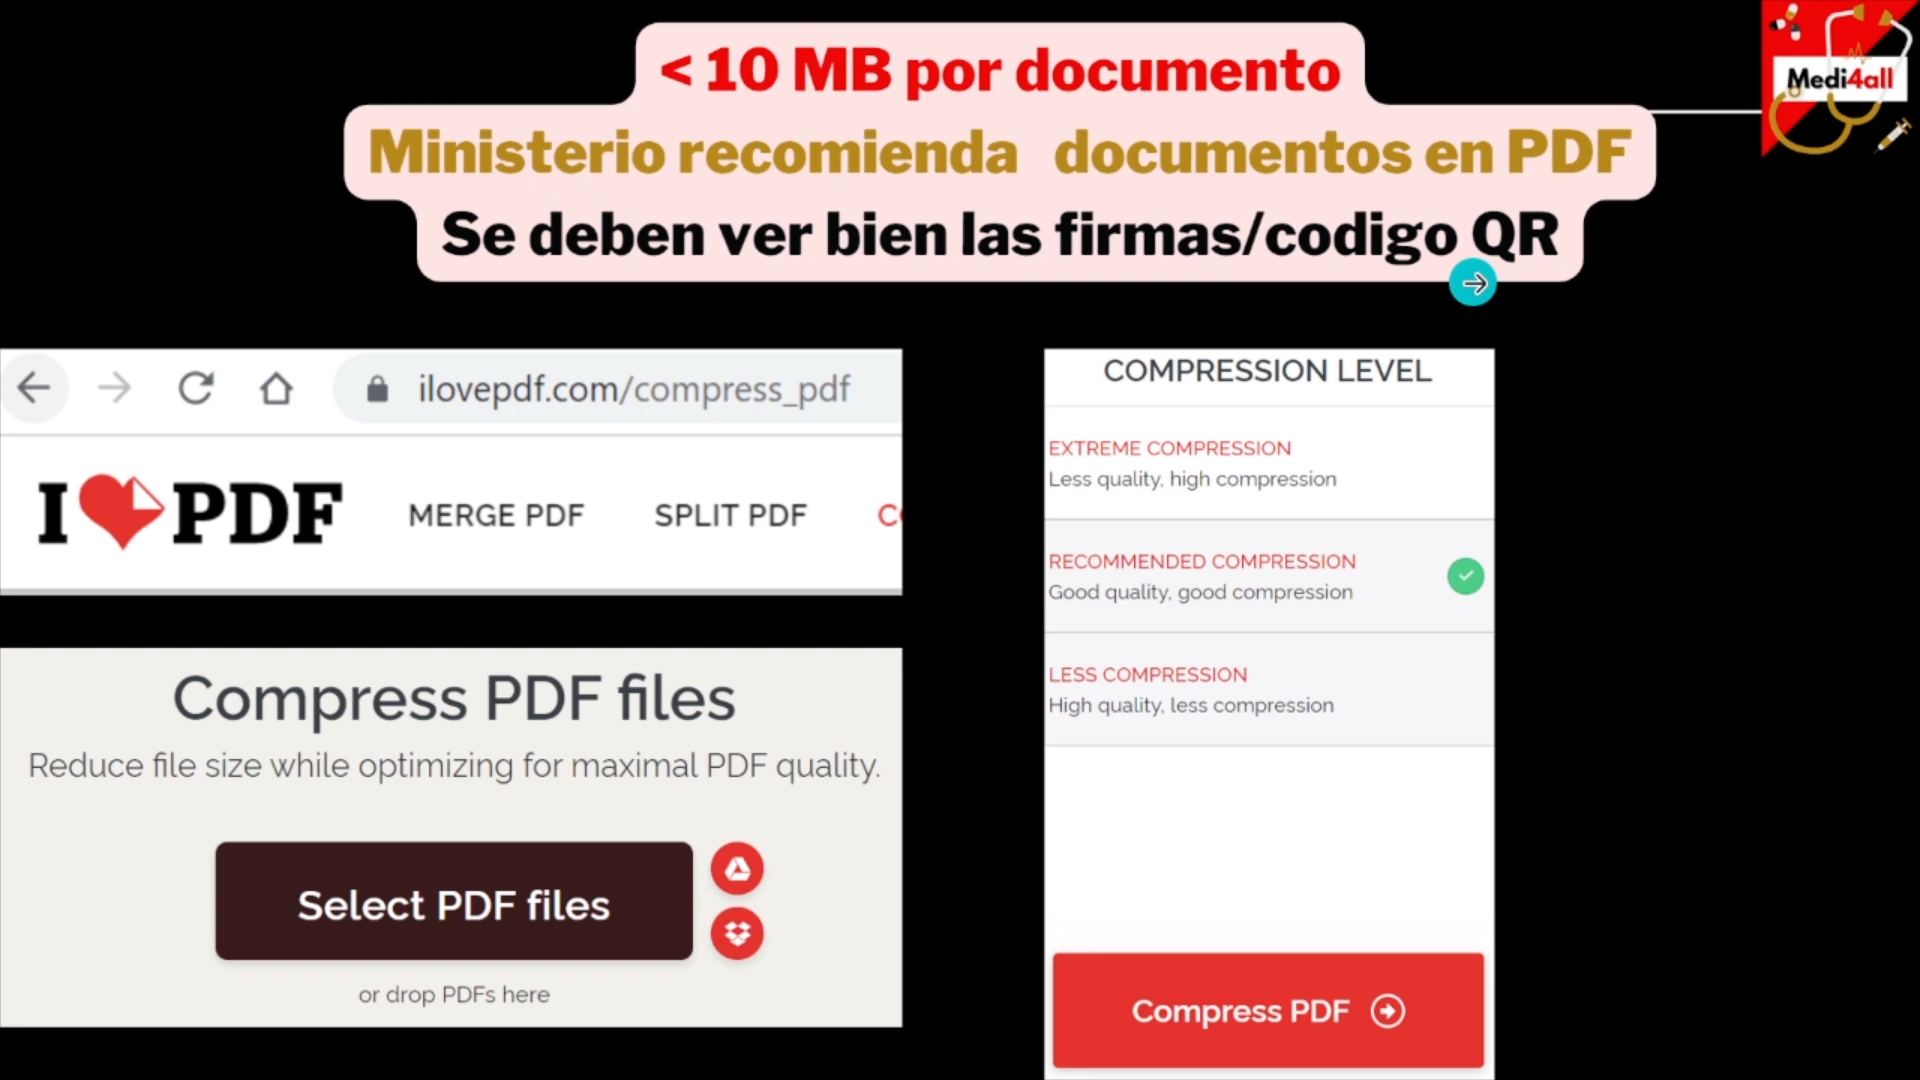 < 10 MB por documento
Ministerio recomienda documentos en PDF
Se deben ver bien las firmas/codigo QR
Medi4all
ilovepdf.com/compress_pdf
I PDF
MERGE PDF
SPLIT PDF
Compress PDF files
Reduce file size while optimizing for maximal PDF quality.
Select PDF files
or drop PDFs here
COMPRESSION LEVEL
EXTREME COMPRESSION
Less quality, high compression
RECOMMENDED COMPRESSION
Good quality, good compression
LESS COMPRESSION
High quality, less compression
Compress PDF